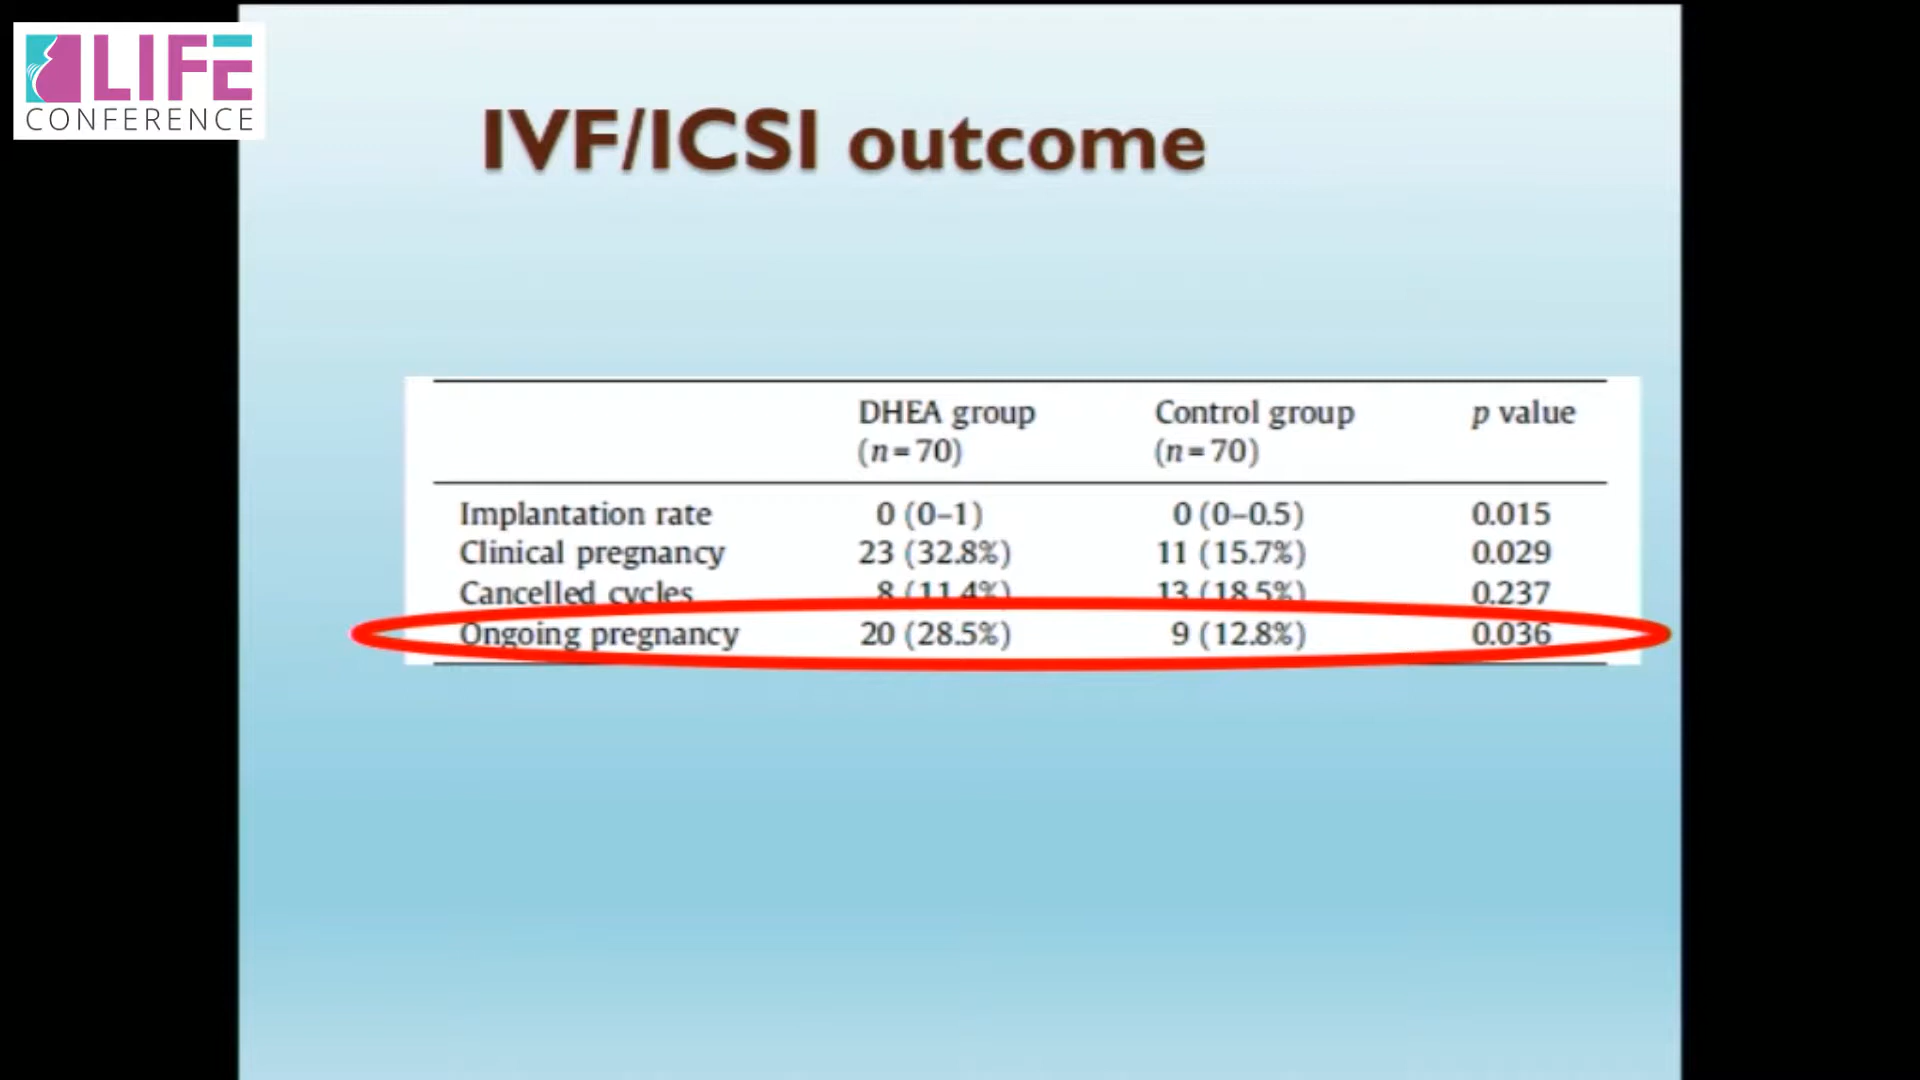 LIFE
CONFERENCE
IVF/ICSI outcome
DHEA group Control group p value
(n = 70) (n = 70)
Implantation rate 0 (0–1) 0 (0–0.5) 0.015
Clinical pregnancy 23 (32.8%) 11 (15.7%) 0.029
Cancelled cycles 8 (11.4%) 13 (18.5%) 0.237
Ongoing pregnancy 20 (28.5%) 9 (12.8%) 0.036